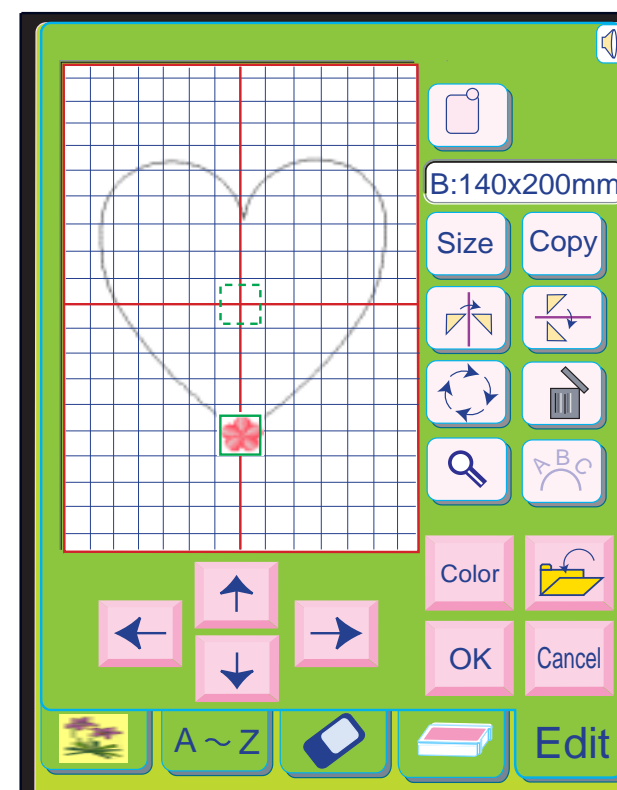 B:140x200mm
Size
Copy
A B C
Color
OK
Cancel
A～Z
Edit